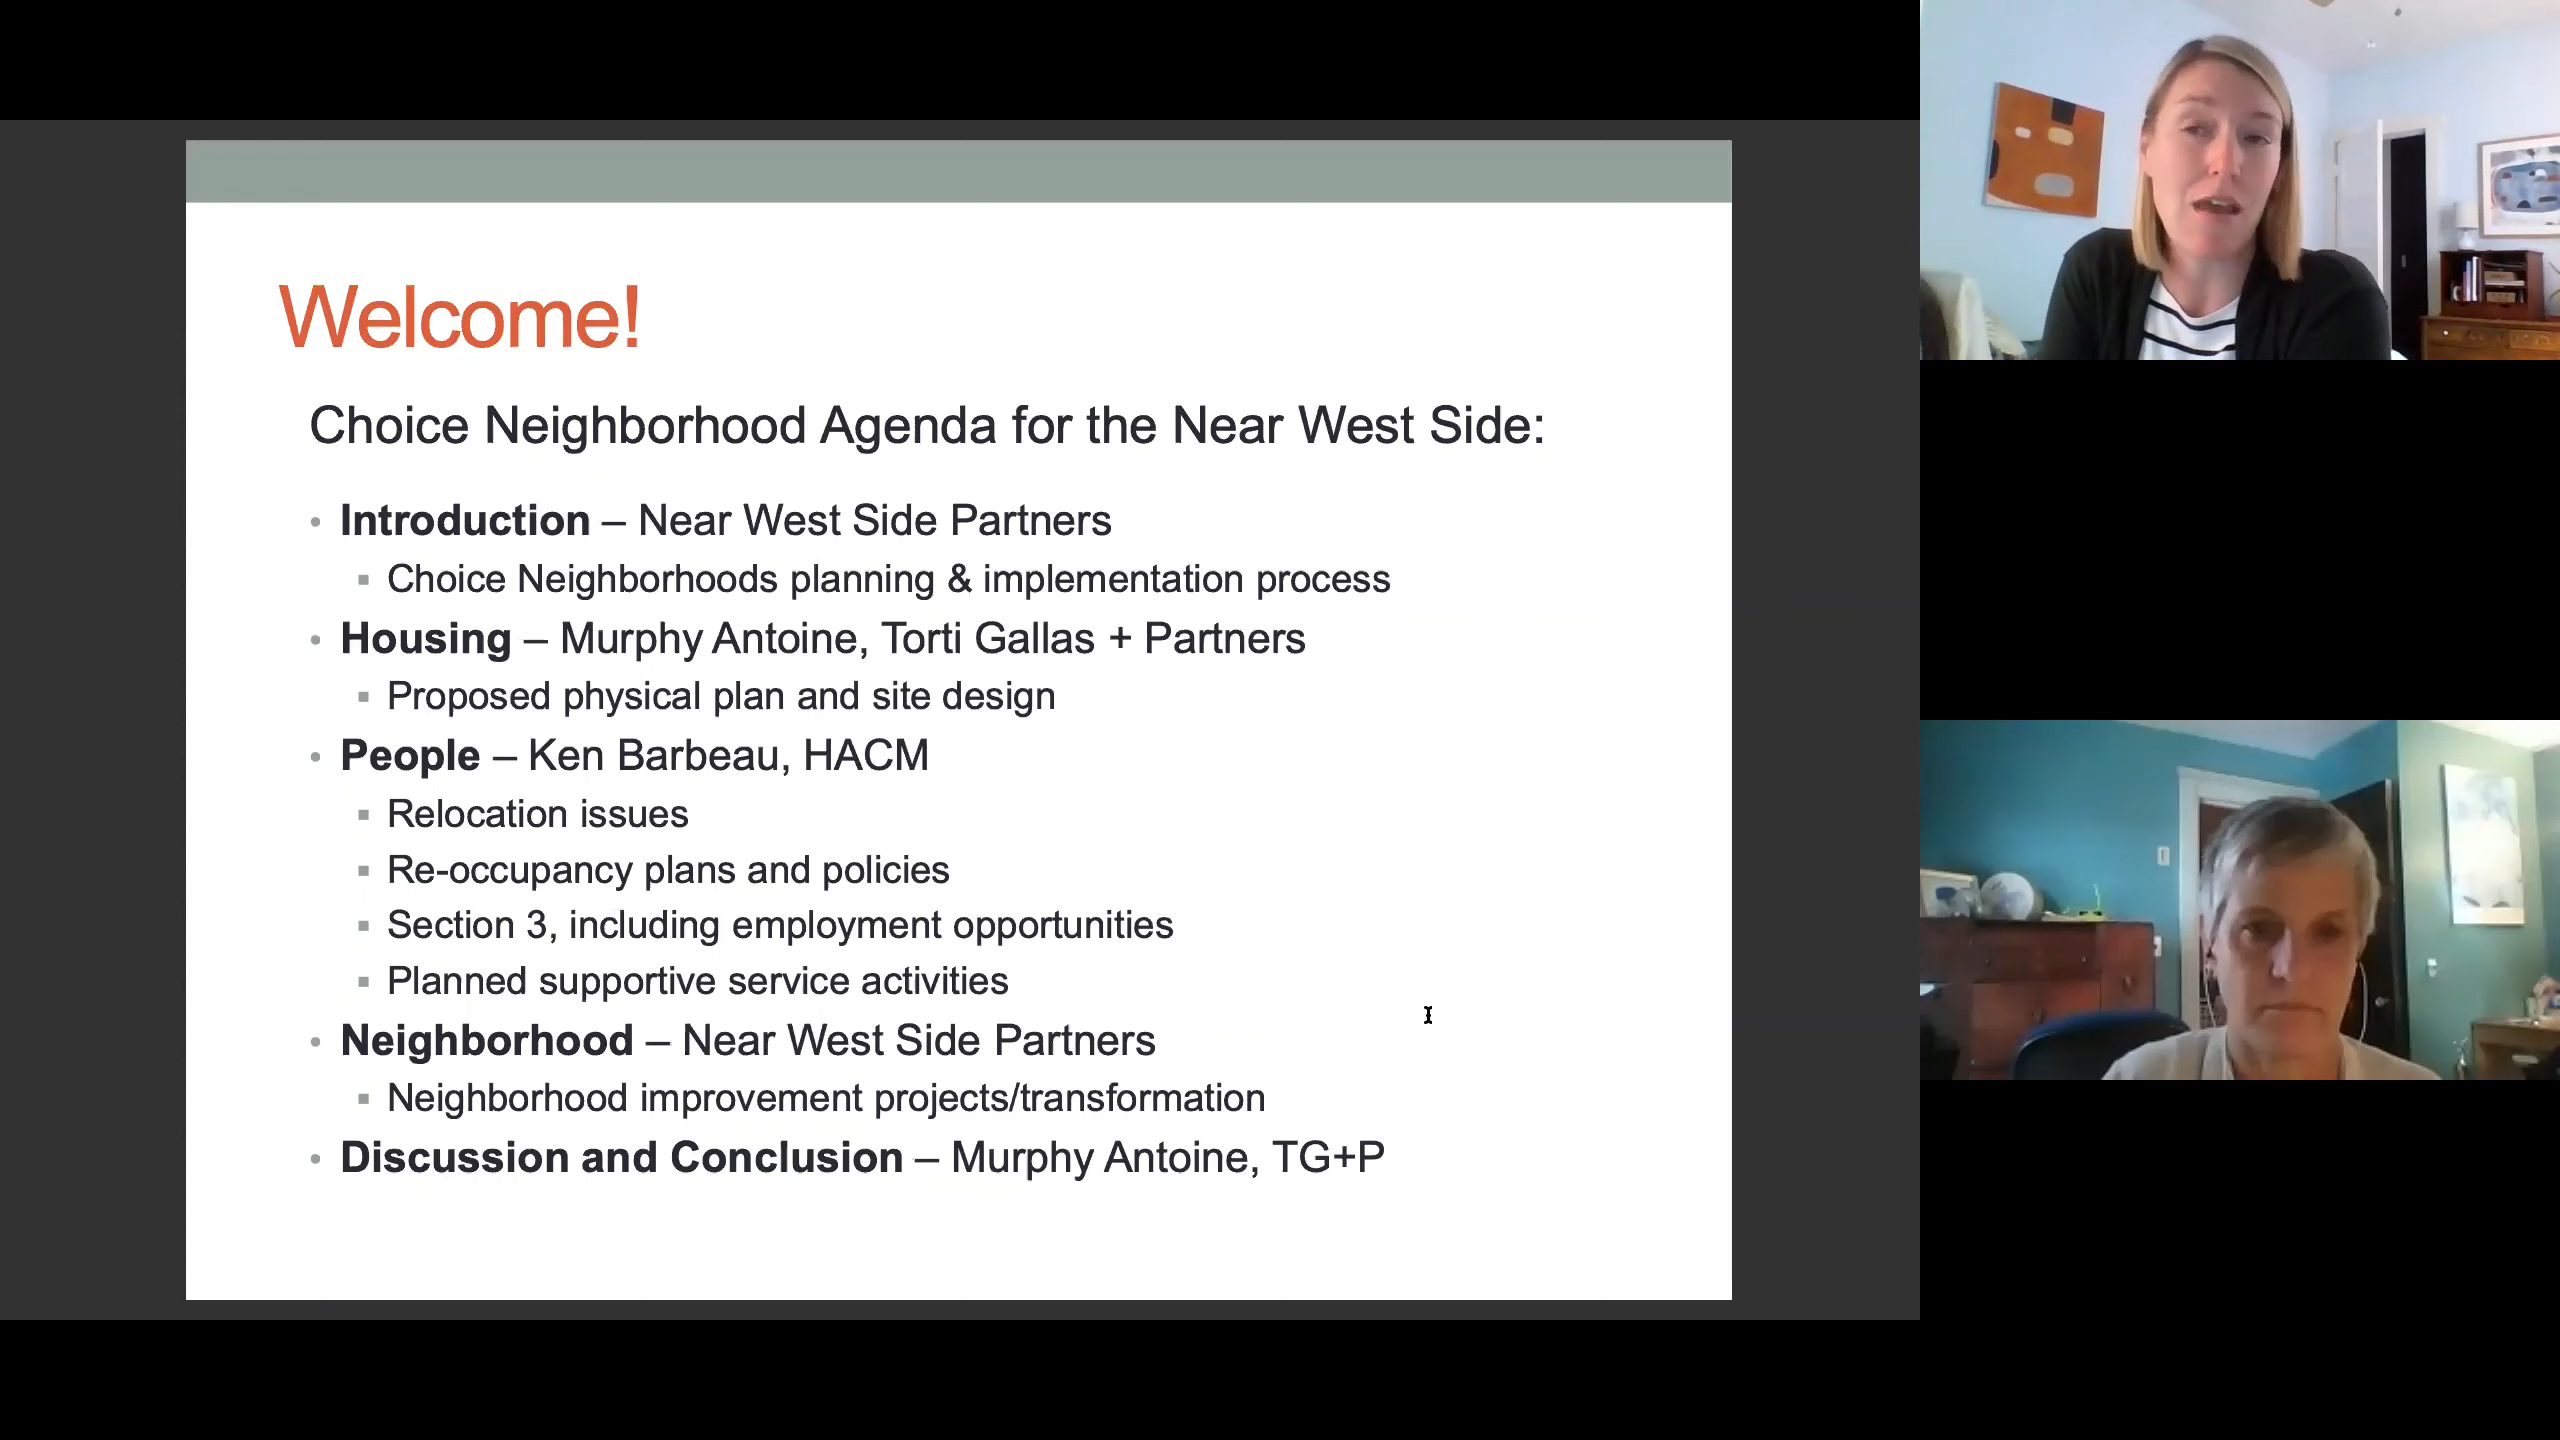 Welcome!
Choice Neighborhood Agenda for the Near West Side:
• Introduction – Near West Side Partners
▪ Choice Neighborhoods planning & implementation process
• Housing – Murphy Antoine, Torti Gallas + Partners
▪ Proposed physical plan and site design
• People – Ken Barbeau, HACM
▪ Relocation issues
▪ Re-occupancy plans and policies
▪ Section 3, including employment opportunities
▪ Planned supportive service activities
• Neighborhood – Near West Side Partners
▪ Neighborhood improvement projects/transformation
• Discussion and Conclusion – Murphy Antoine, TG+P